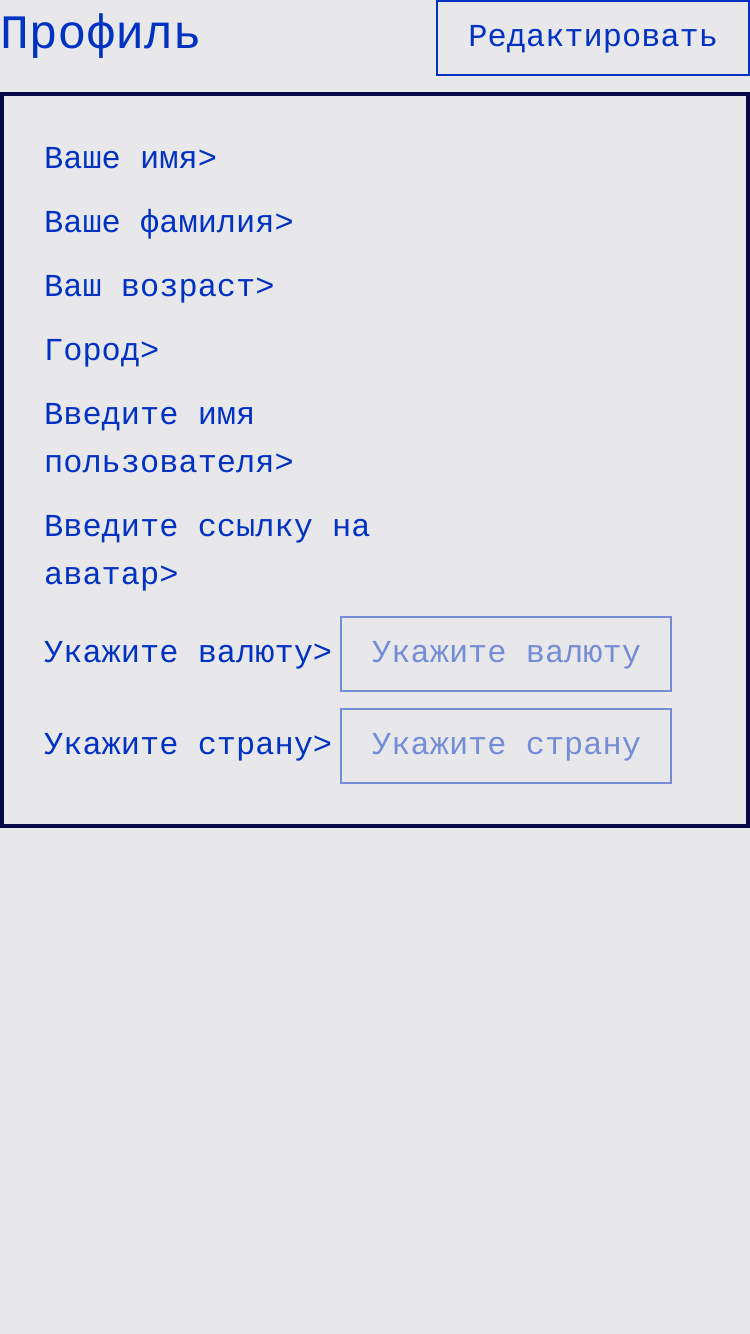 Профиль
Редактировать
Ваше имя>
Ваше фамилия>
Ваш возраст>
Город>
Введите имя
пользователя>
Введите ссылку на
аватар>
Укажите валюту> Укажите валюту
Укажите страну> Укажите страну